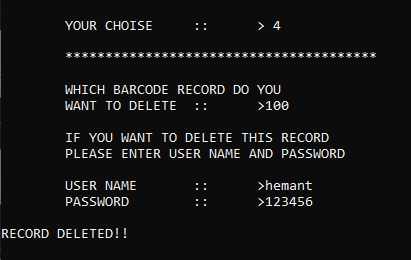 YOUR CHOISE :: > 4
***************************************
WHICH BARCODE RECORD DO YOU
WANT TO DELETE :: >100
IF YOU WANT TO DELETE THIS RECORD
PLEASE ENTER USER NAME AND PASSWORD
USER NAME :: >hemant
PASSWORD :: >123456
RECORD DELETED!!